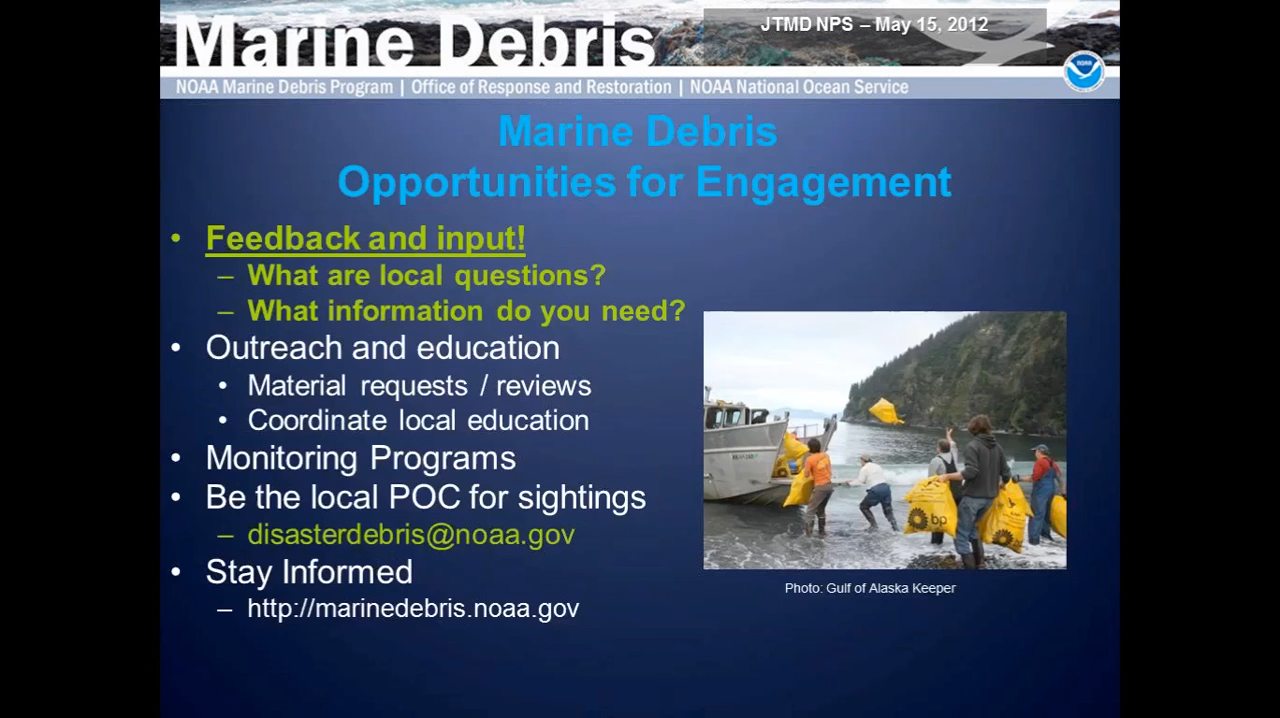 JTMD NPS – May 15, 2012
Marine Debris
NOAA Marine Debris Program | Office of Response and Restoration | NOAA National Ocean Service
NOAA
Marine Debris
Opportunities for Engagement
• Feedback and input!
– What are local questions?
– What information do you need?
• Outreach and education
• Material requests / reviews
• Coordinate local education
• Monitoring Programs
• Be the local POC for sightings
– disasterdebris@noaa.gov
• Stay Informed
– http://marinedebris.noaa.gov
bp
Photo: Gulf of Alaska Keeper